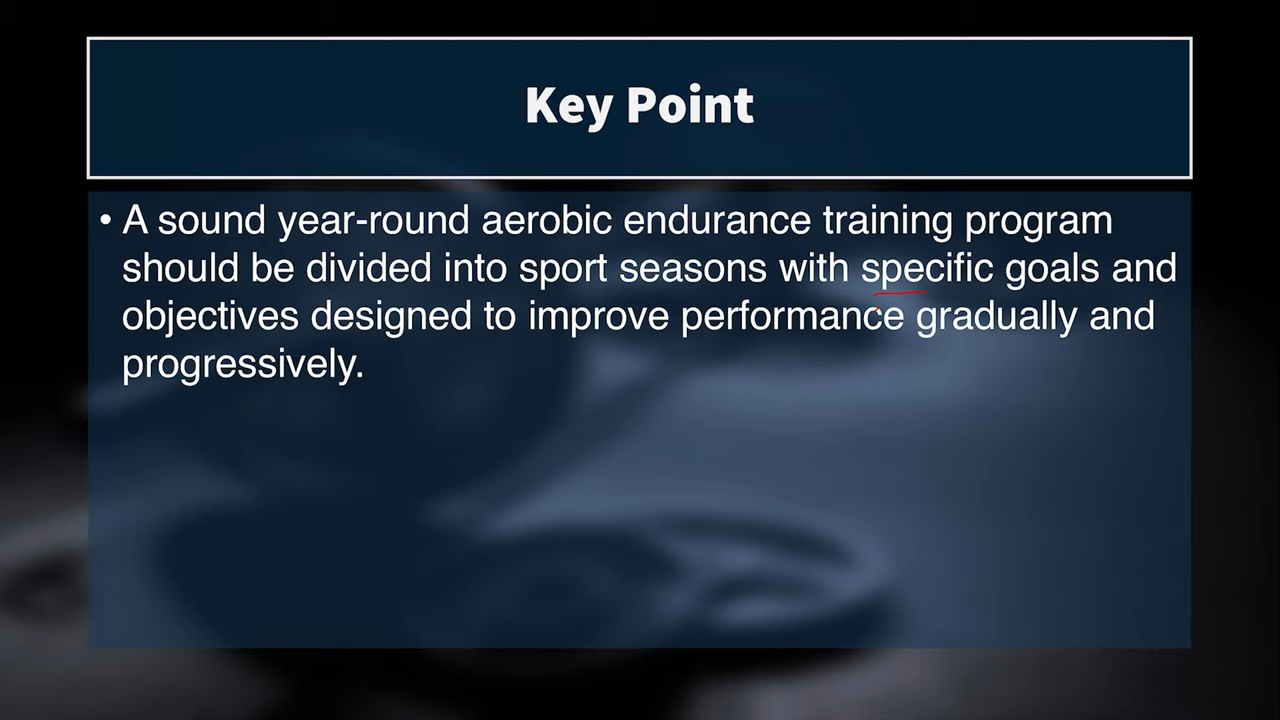 Key Point
• A sound year-round aerobic endurance training program
should be divided into sport seasons with specific goals and
objectives designed to improve performance gradually and
progressively.